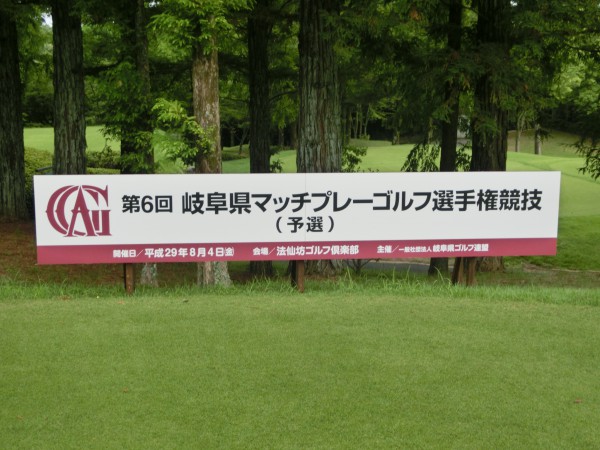 GGA
第6回 岐阜県マッチプレーゴルフ選手権競技
(予選)
開催日/平成29年8月4日㈮ 会場/法仙坊ゴルフ倶楽部 主催/一般社団法人 岐阜県ゴルフ連盟